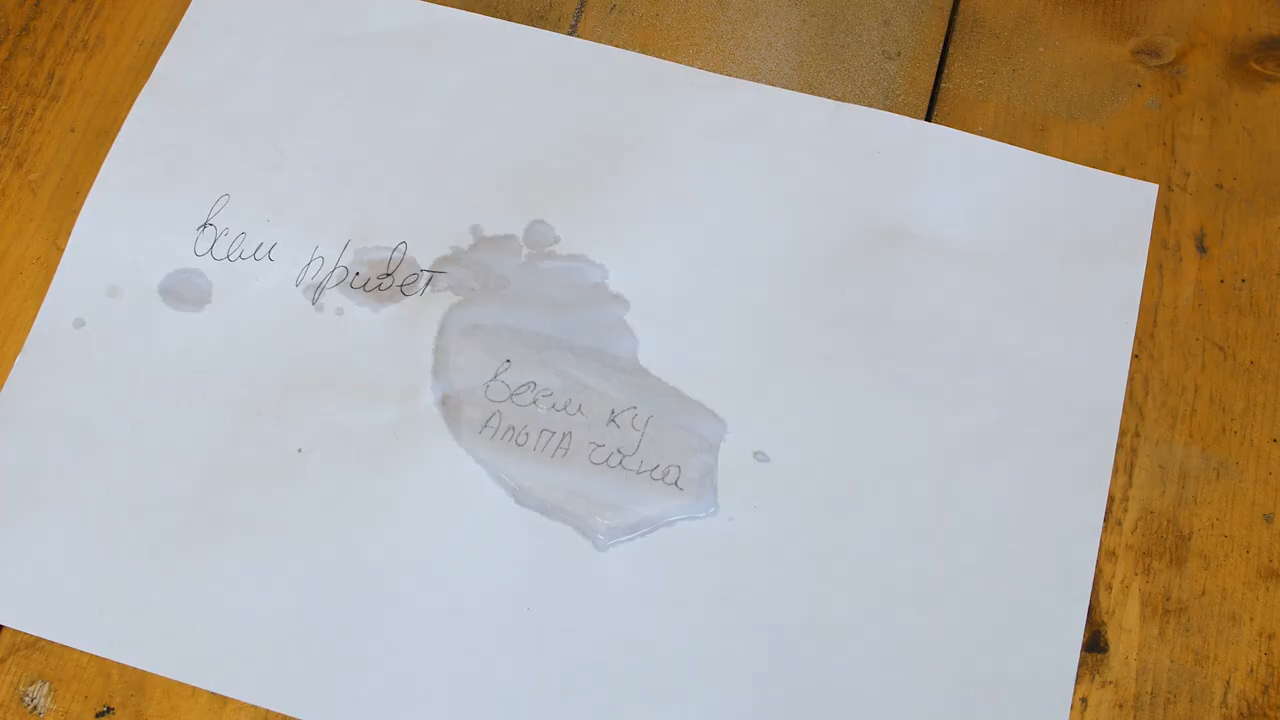 всем привет
всем ку
Альпа чина